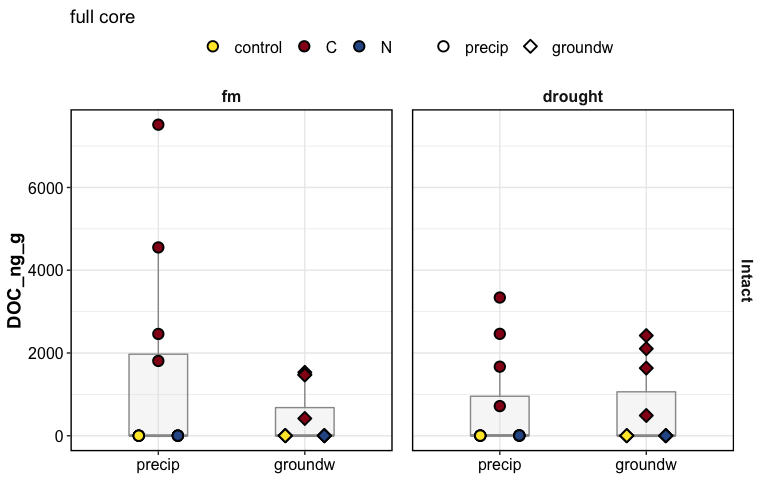 full core
control C N precip groundw
fm drought
DOC_ng_g
6000
4000
2000
0
Intact
precip groundw precip groundw